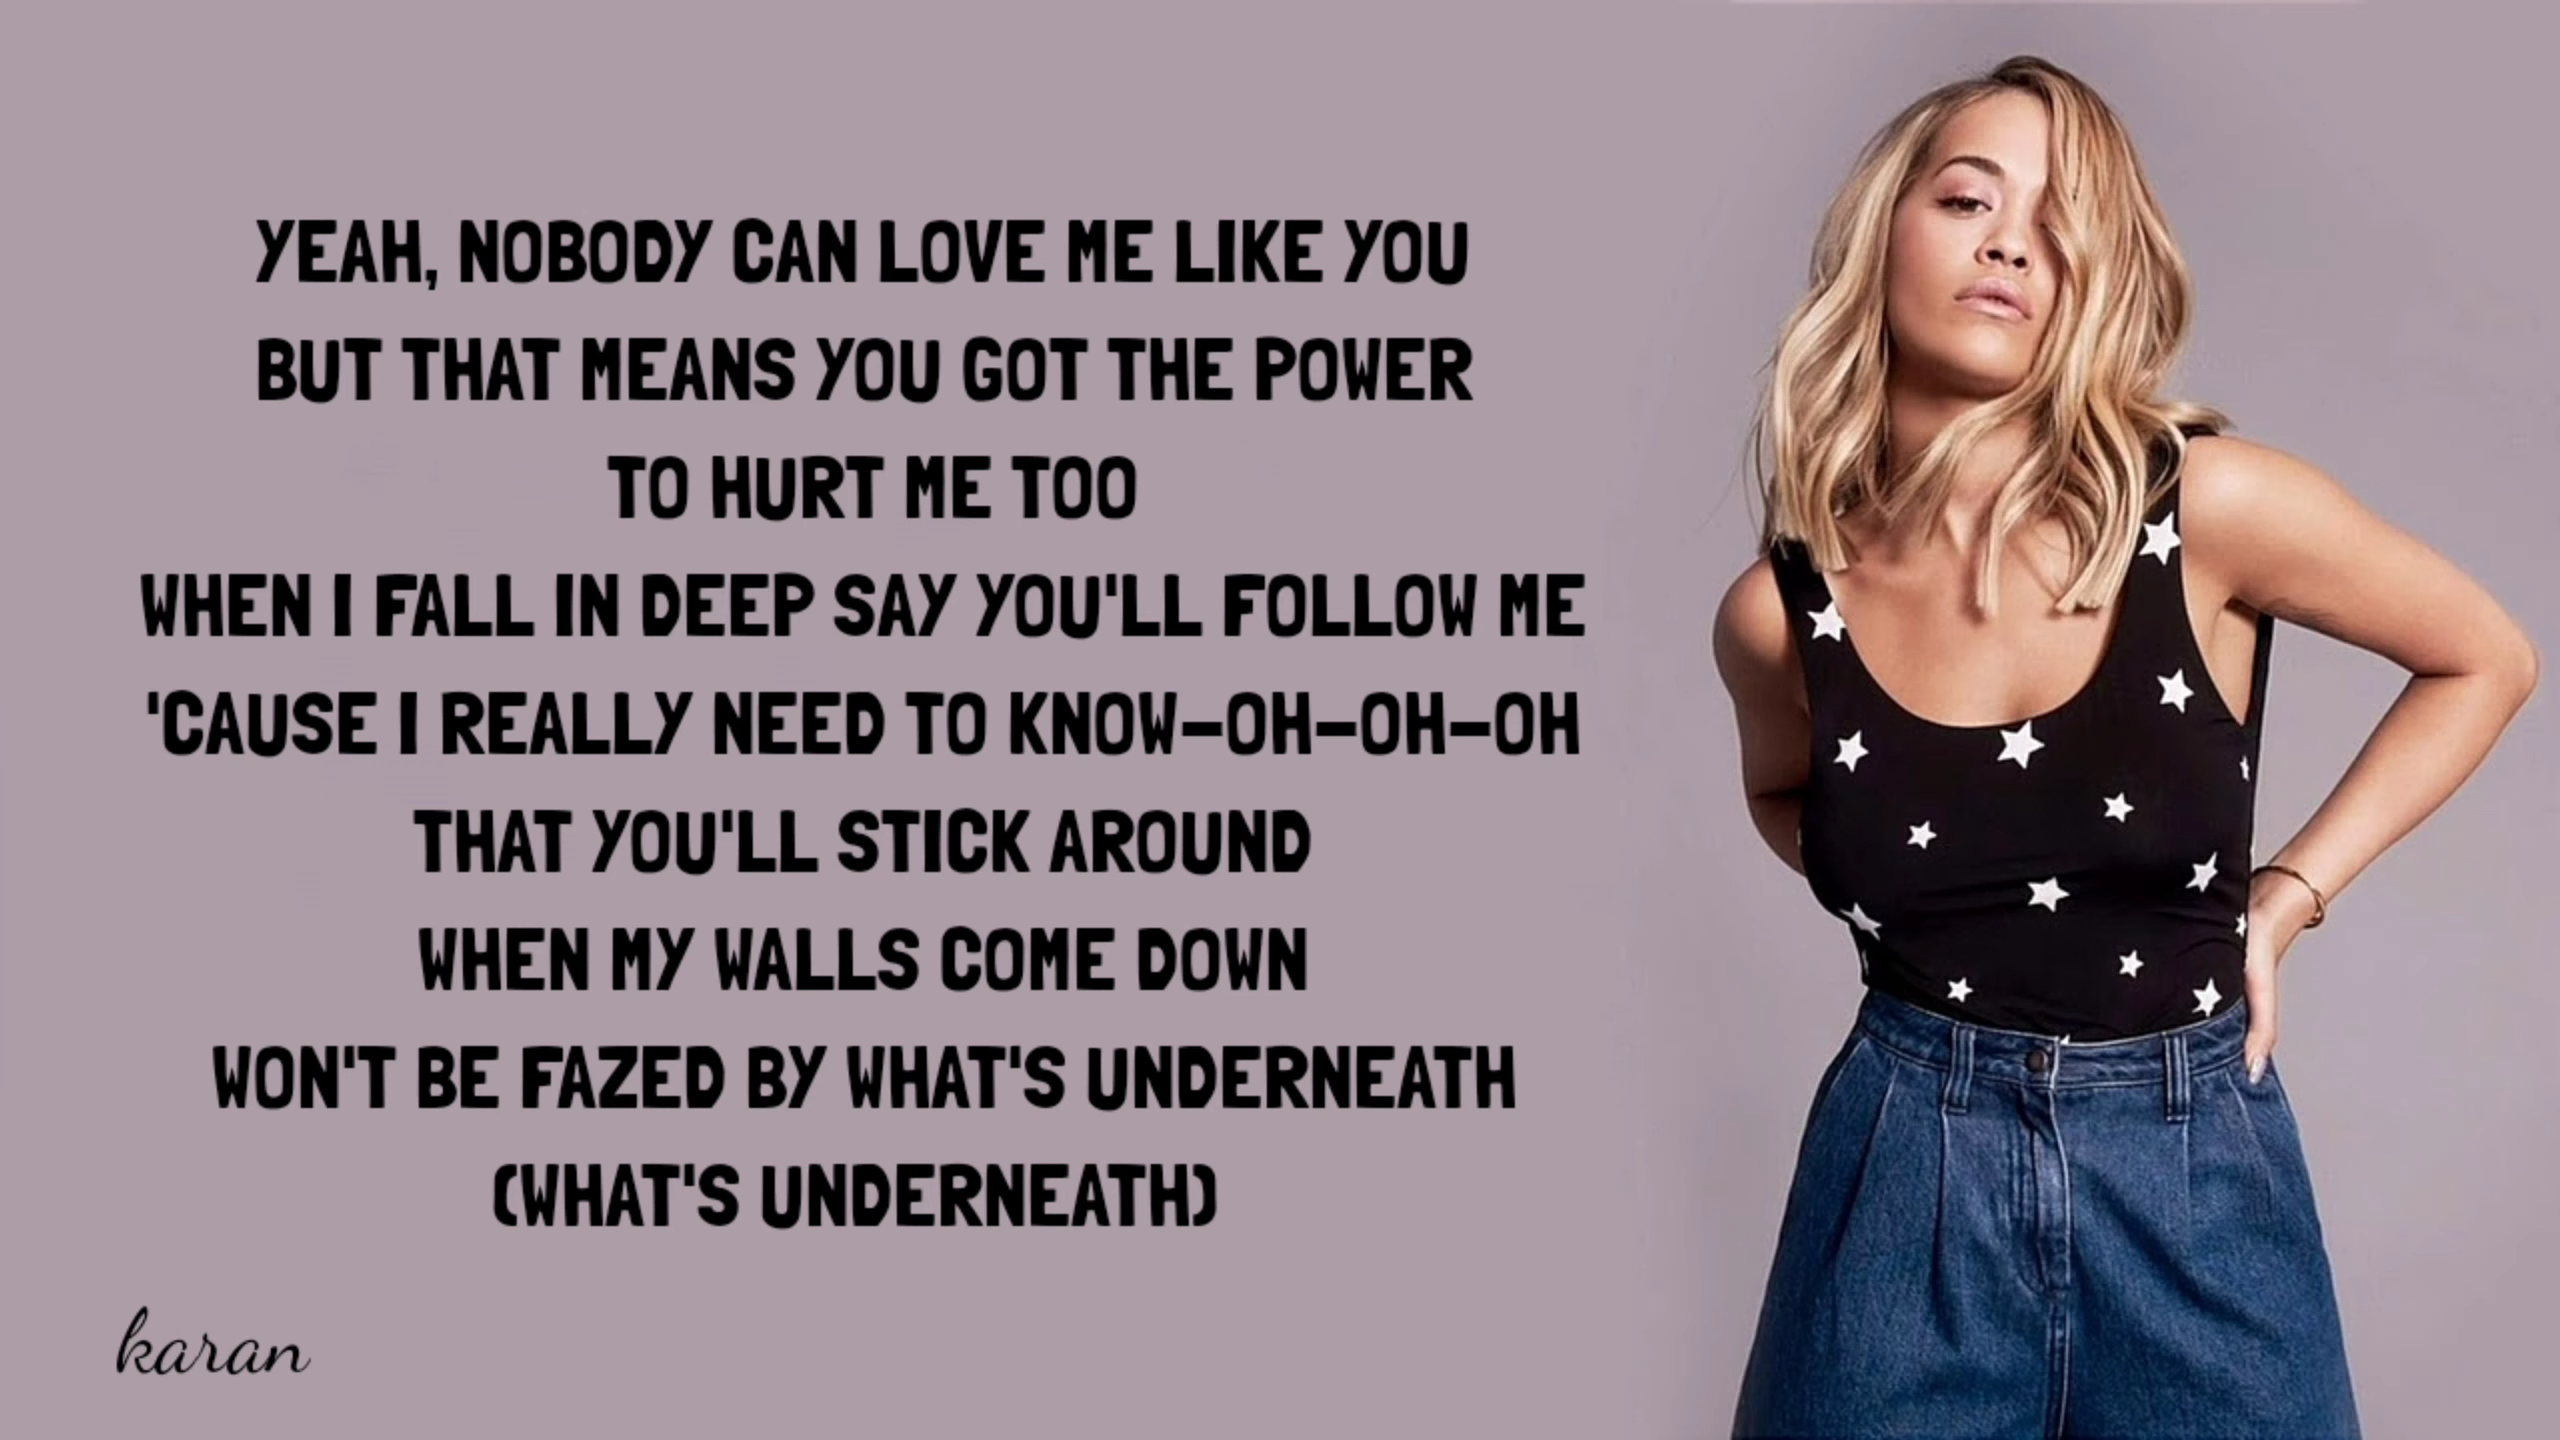 YEAH, NOBODY CAN LOVE ME LIKE YOU
BUT THAT MEANS YOU GOT THE POWER
TO HURT ME TOO
WHEN I FALL IN DEEP SAY YOU'LL FOLLOW ME
'CAUSE I REALLY NEED TO KNOW-OH-OH-OH
THAT YOU'LL STICK AROUND
WHEN MY WALLS COME DOWN
WON'T BE FAZED BY WHAT'S UNDERNEATH
(WHAT'S UNDERNEATH)
karan